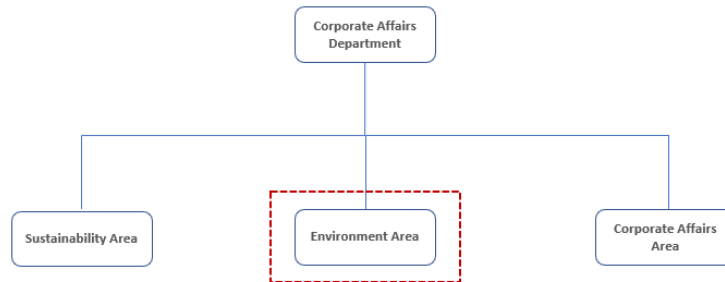 Corporate Affairs
Department
Sustainability Area
Environment Area
Corporate Affairs
Area